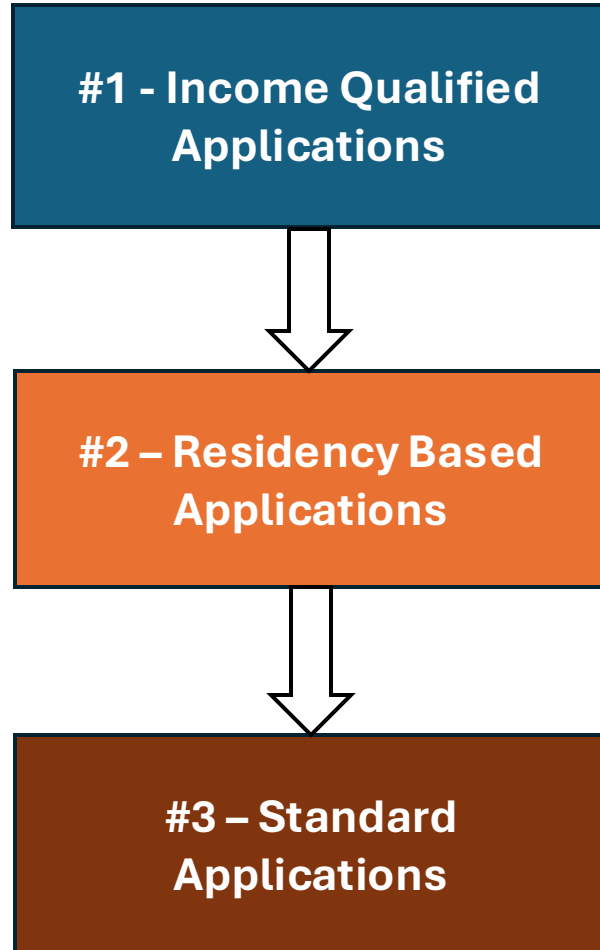 #1 - Income Qualified
Applications
#2 – Residency Based
Applications
#3 – Standard
Applications